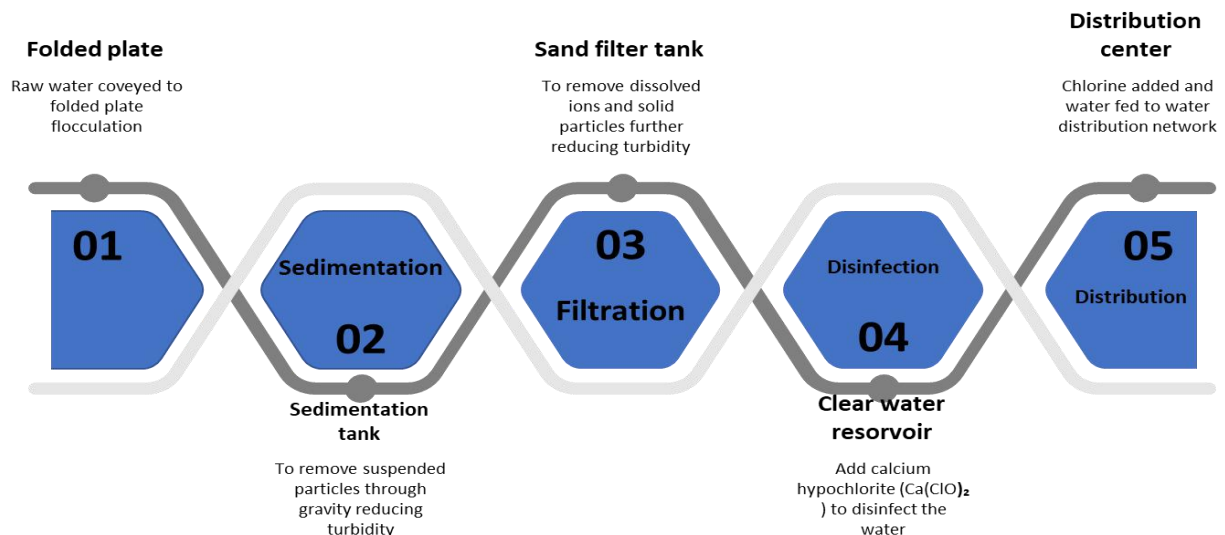 Folded plate
Raw water coveyed to
folded plate
flocculation
01
Sedimentation
02
Sedimentation
tank
To remove suspended
particles through
gravity reducing
turbidity
Sand filter tank
To remove dissolved
ions and solid
particles further
reducing turbidity
03
Filtration
Disinfection
04
Clear water
resorvoir
Add calcium
hypochlorite (Ca(ClO)₂
) to disinfect the
water
Distribution
center
Chlorine added and
water fed to water
distribution network
05
Distribution